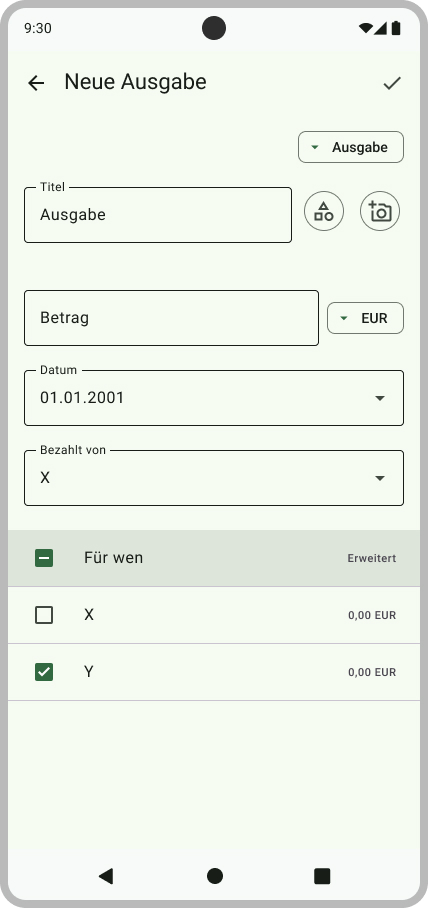 9:30
Neue Ausgabe
Ausgabe
Titel
Ausgabe
Betrag
EUR
Datum
01.01.2001
Bezahlt von
X
Für wen
Erweitert
X
0,00 EUR
Y
0,00 EUR